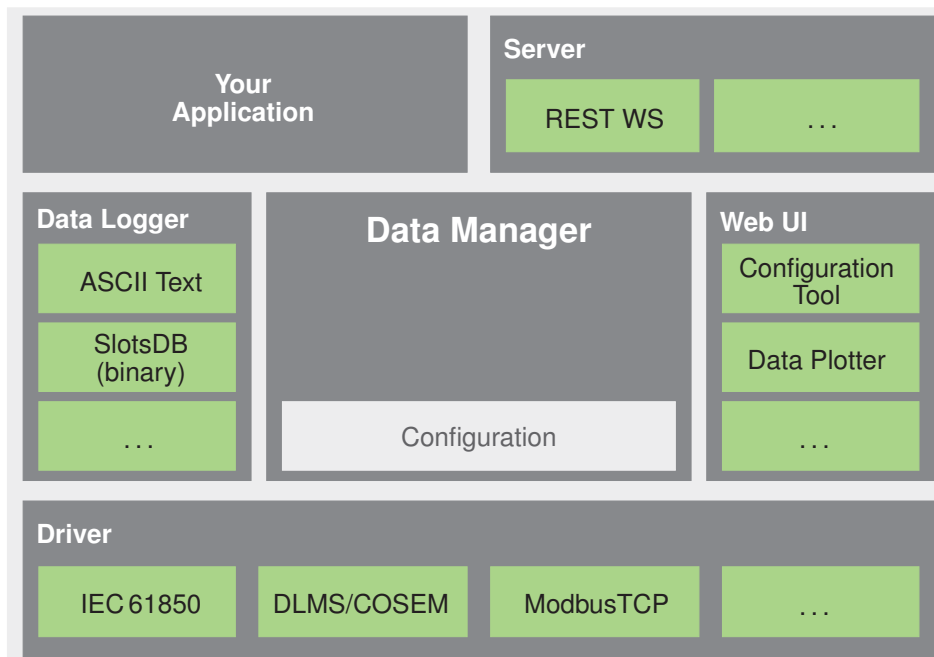 Your
Application
Server
REST WS
...
Data Logger
ASCII Text
SlotsDB
(binary)
...
Data Manager
Configuration
Web UI
Configuration
Tool
Data Plotter
...
Driver
IEC 61850
DLMS/COSEM
ModbusTCP
...